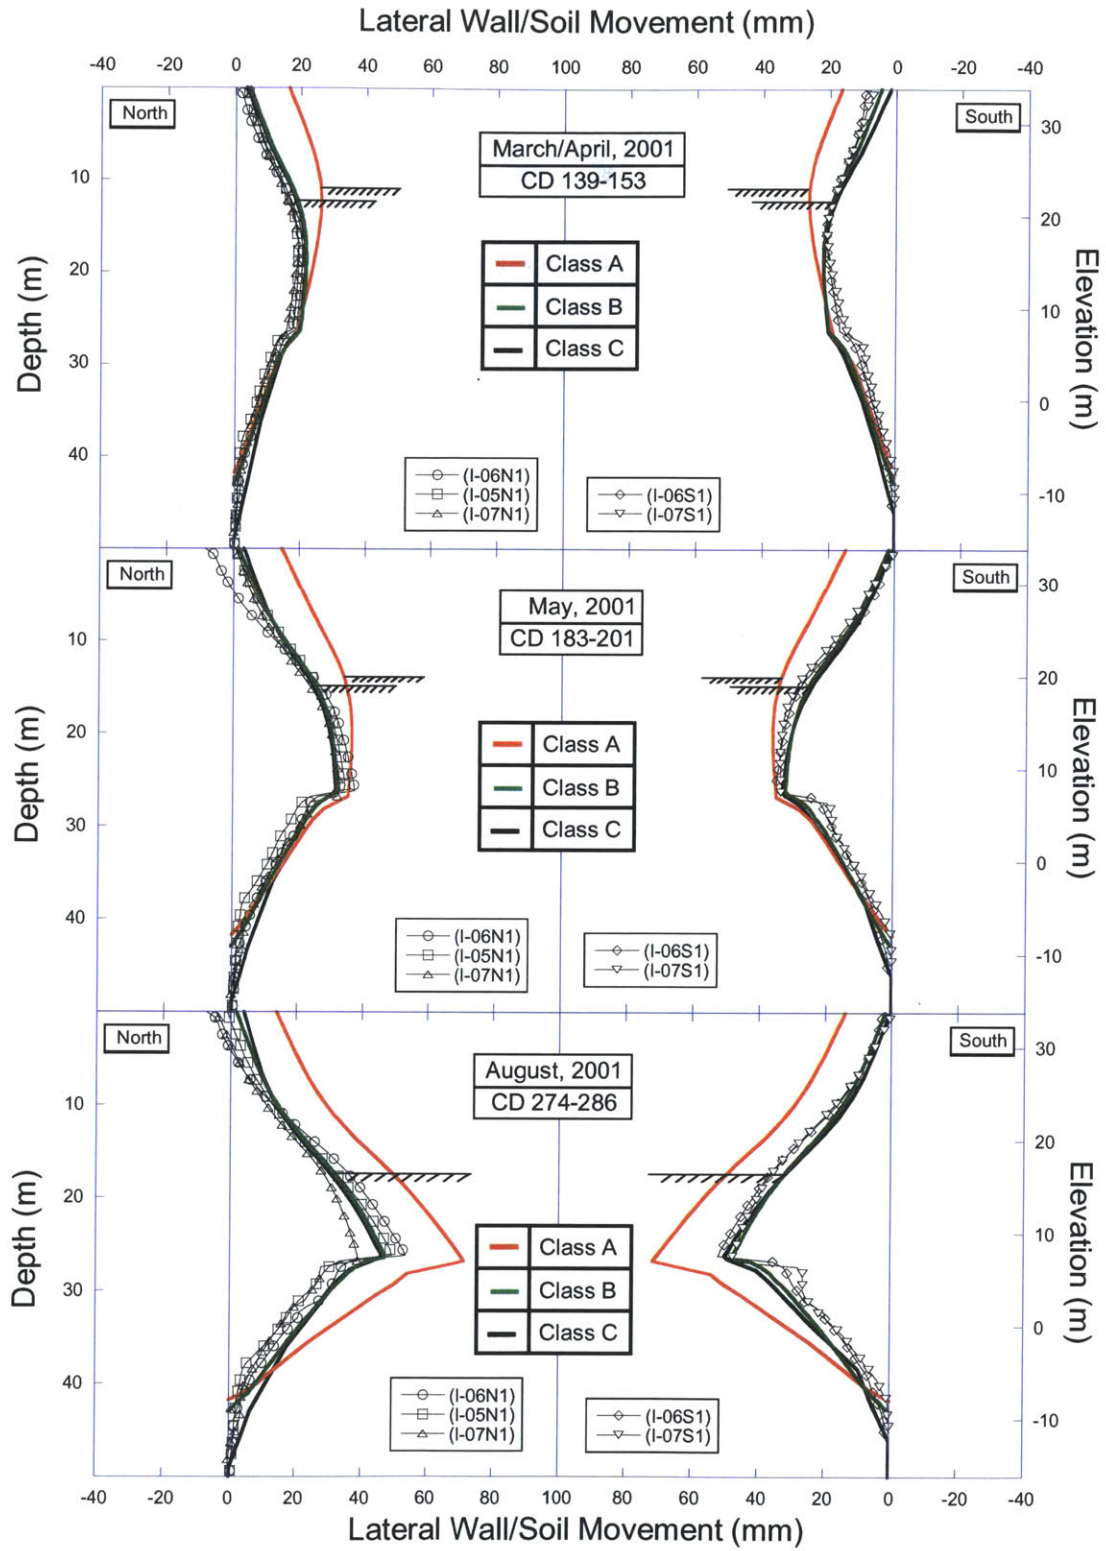 Lateral Wall/Soil Movement (mm)
-40 -20 0 20 40 60 80 100 80 60 40 20 0 -20 -40
North South
March/April, 2001
CD 139-153
Class A
Class B
Class C
(I-06N1)
(I-05N1)
(I-07N1)
(I-06S1)
(I-07S1)
Depth (m)
10
20
30
40
Elevation (m)
30
20
10
0
-10
North South
May, 2001
CD 183-201
Class A
Class B
Class C
(I-06N1)
(I-05N1)
(I-07N1)
(I-06S1)
(I-07S1)
Depth (m)
10
20
30
40
Elevation (m)
30
20
10
0
-10
North South
August, 2001
CD 274-286
Class A
Class B
Class C
(I-06N1)
(I-05N1)
(I-07N1)
(I-06S1)
(I-07S1)
Depth (m)
10
20
30
40
Elevation (m)
30
20
10
0
-10
-40 -20 0 20 40 60 80 100 80 60 40 20 0 -20 -40
Lateral Wall/Soil Movement (mm)